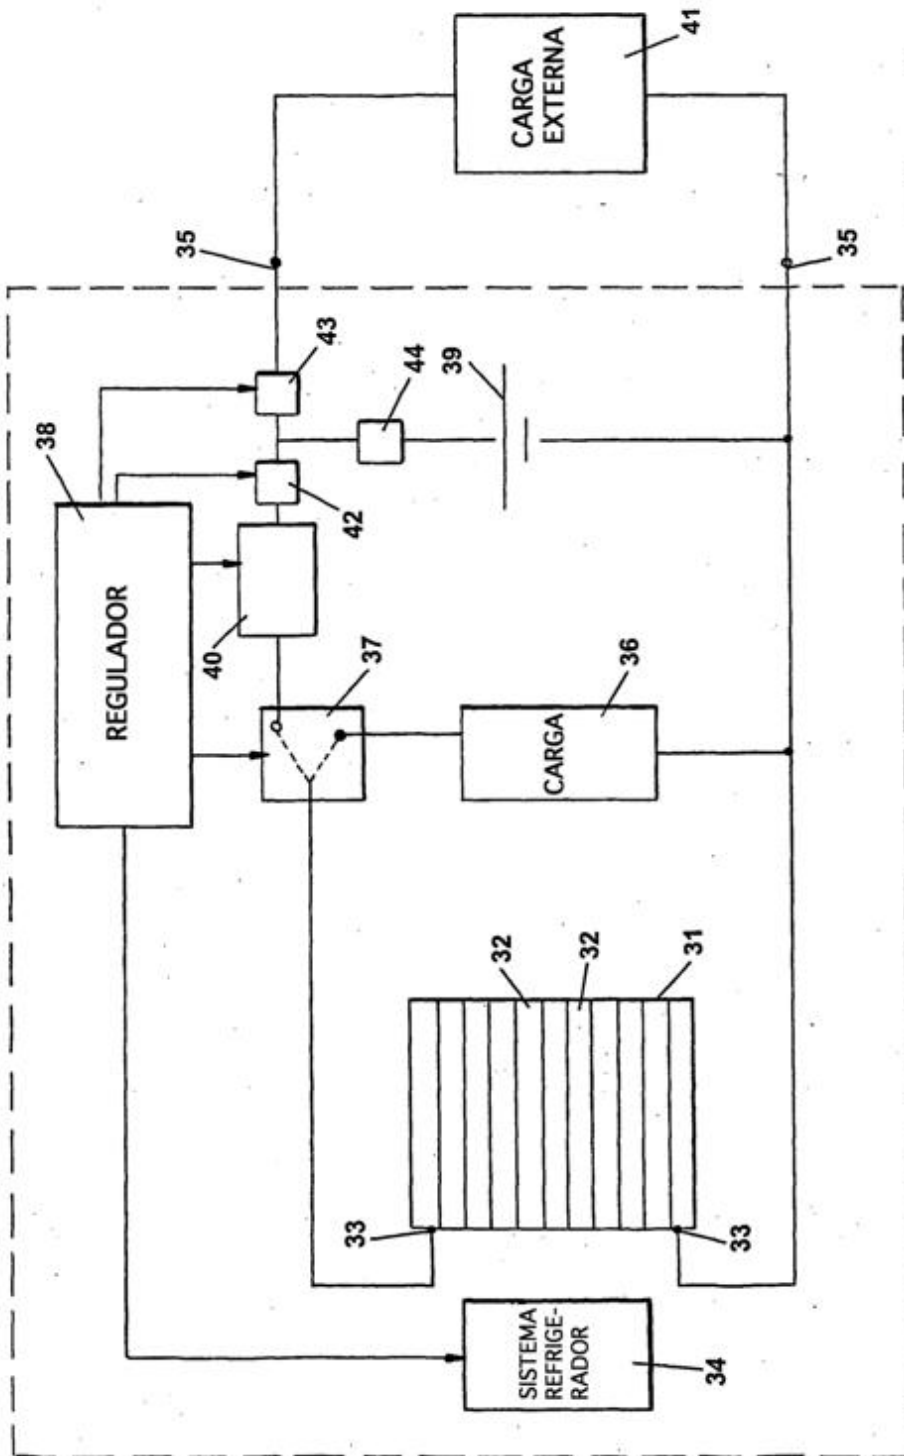 38
REGULADOR
35
40
43
37
42
33
44
39
32
CARGA
EXTERNA
SISTEMA
REFRIGE-
RADOR
CARGA
32
36
41
31
34
33
35